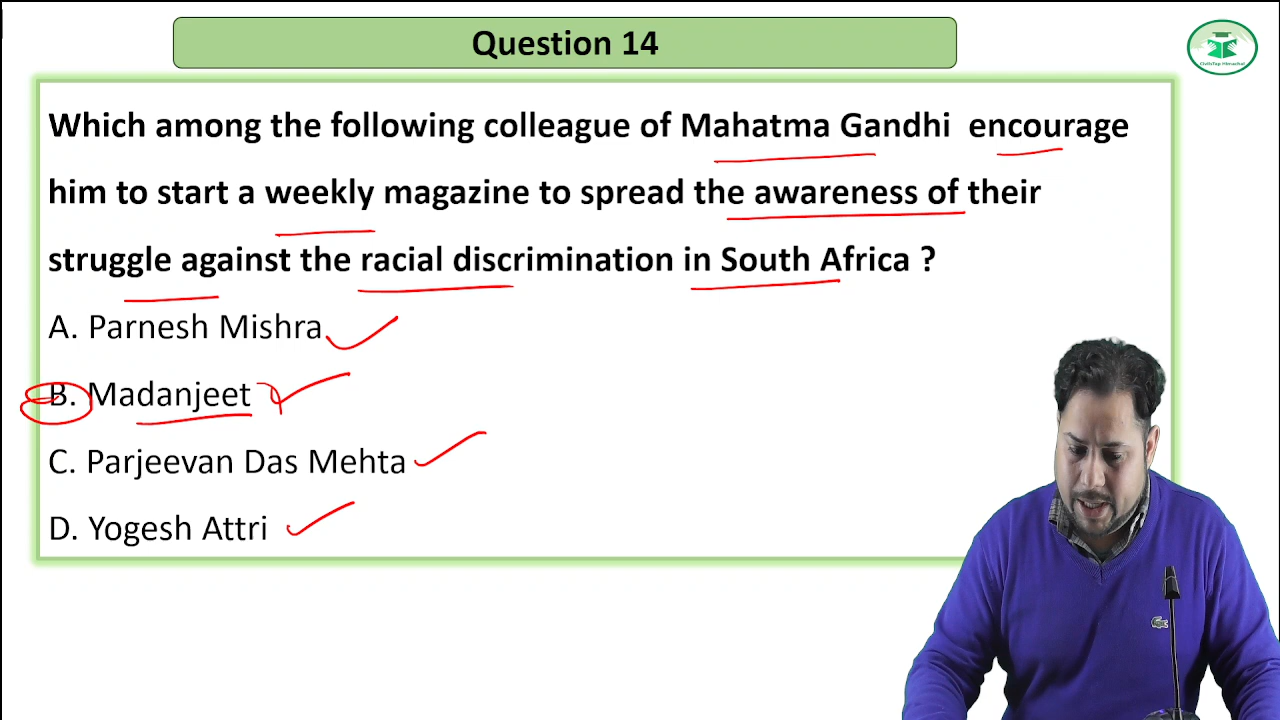 Question 14
CivilsTap Himachal
Which among the following colleague of Mahatma Gandhi encourage
him to start a weekly magazine to spread the awareness of their
struggle against the racial discrimination in South Africa ?
A. Parnesh Mishra
B. Madanjeet
C. Parjeevan Das Mehta
D. Yogesh Attri